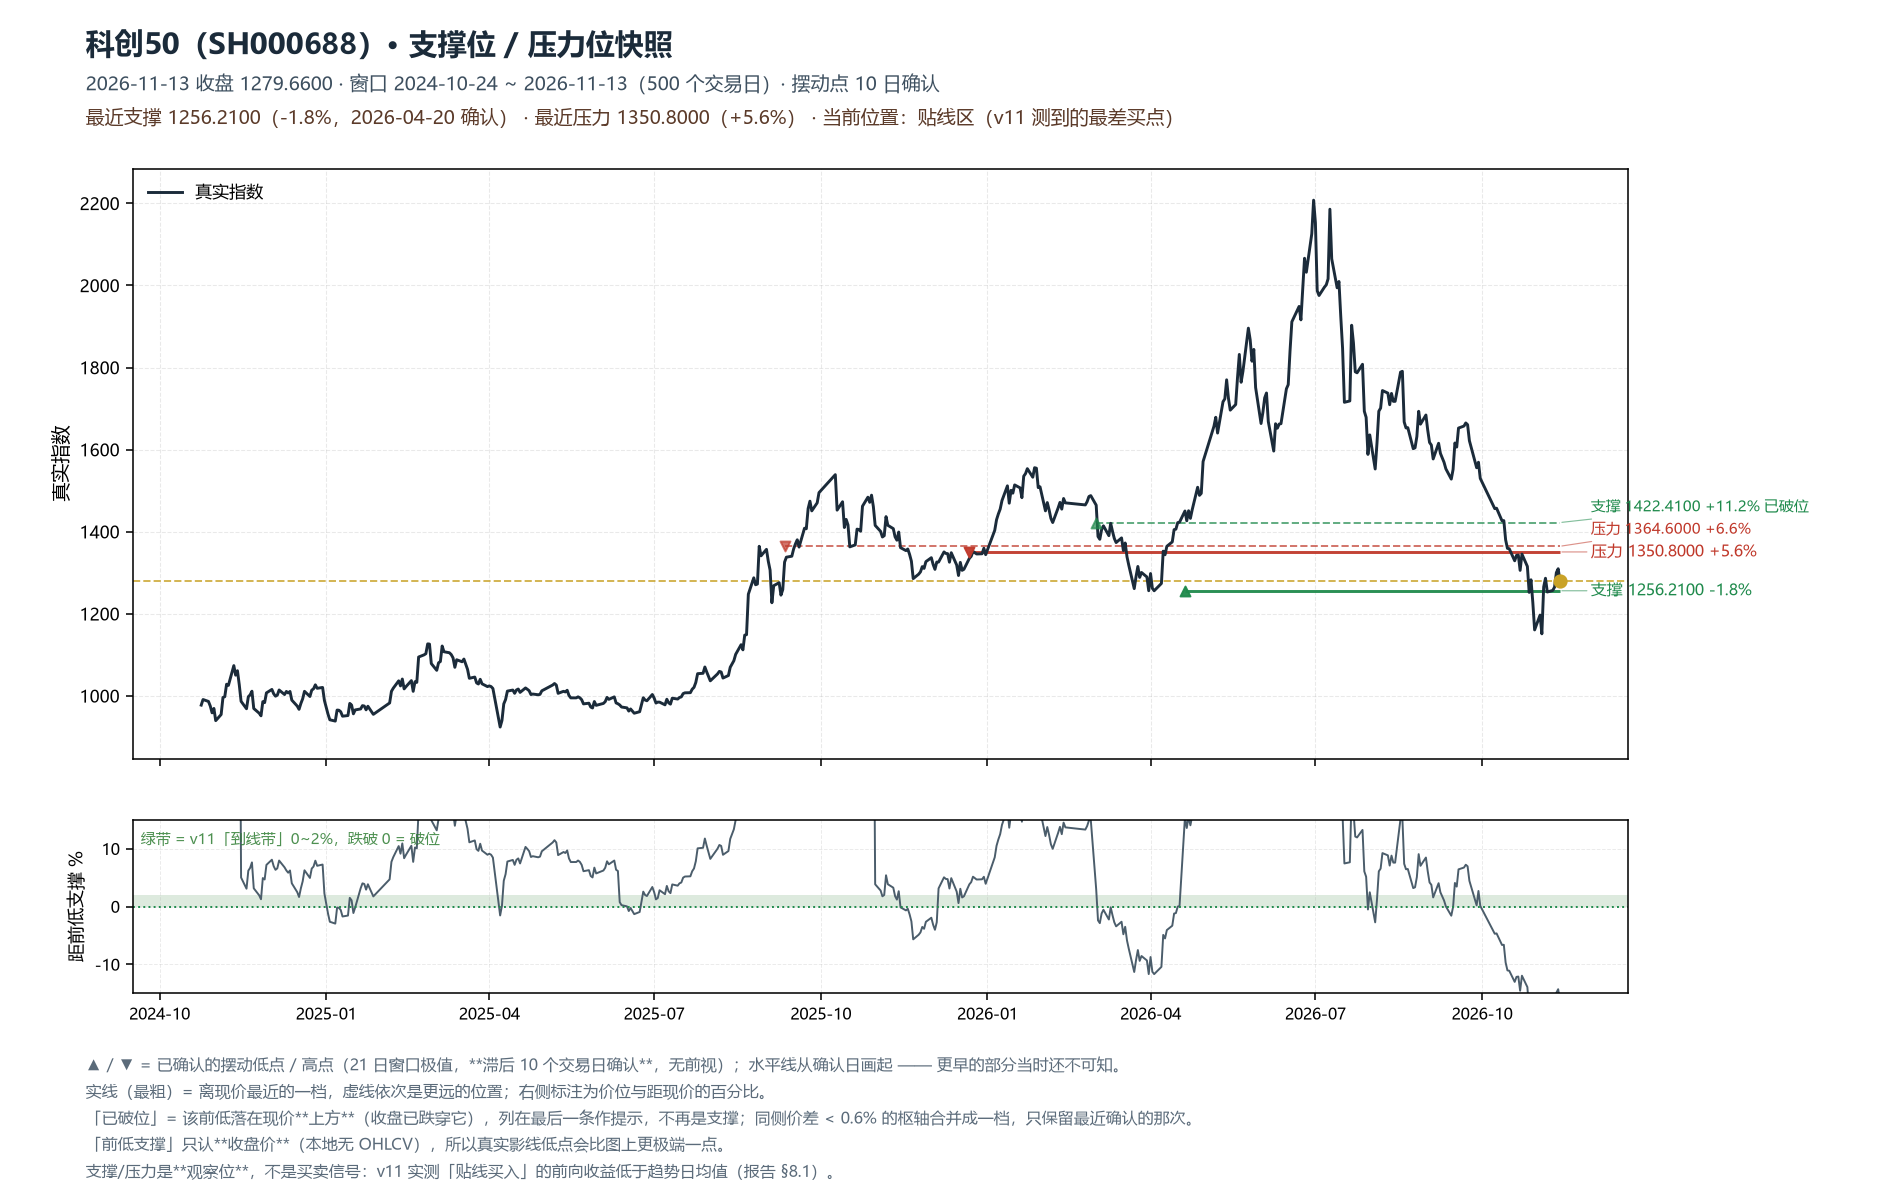 科创50（SH000688）• 支撑位 / 压力位快照
2026-11-13 收盘 1279.6600 · 窗口 2024-10-24 ~ 2026-11-13（500 个交易日）· 摆动点 10 日确认
最近支撑 1256.2100（-1.8%，2026-04-20 确认） · 最近压力 1350.8000（+5.6%） · 当前位置：贴线区（v11 测到的最差买点）
真实指数
真实指数
2200
2000
1800
1600
1400
1200
1000
支撑 1422.4100 +11.2% 已破位
压力 1364.6000 +6.6%
压力 1350.8000 +5.6%
支撑 1256.2100 -1.8%
绿带 = v11「到线带」0~2%，跌破 0 = 破位
距前低支撑 %
10
0
-10
2024-10
2025-01
2025-04
2025-07
2025-10
2026-01
2026-04
2026-07
2026-10
▲ / ▼ = 已确认的摆动低点 / 高点（21 日窗口极值，**滞后 10 个交易日确认**，无前视）；水平线从确认日画起 —— 更早的部分当时还不可知。
实线（最粗）= 离现价最近的一档，虚线依次是更远的位置；右侧标注为价位与距现价的百分比。
「已破位」= 该前低落在现价**上方**（收盘已跌穿它），列在最后一条作提示，不再是支撑；同侧价差 < 0.6% 的枢轴合并成一档，只保留最近确认的那次。
「前低支撑」只认**收盘价**（本地无 OHLCV），所以真实影线低点会比图上更极端一点。
支撑/压力是**观察位**，不是买卖信号：v11 实测「贴线买入」的前向收益低于趋势日均值（报告 §8.1）。